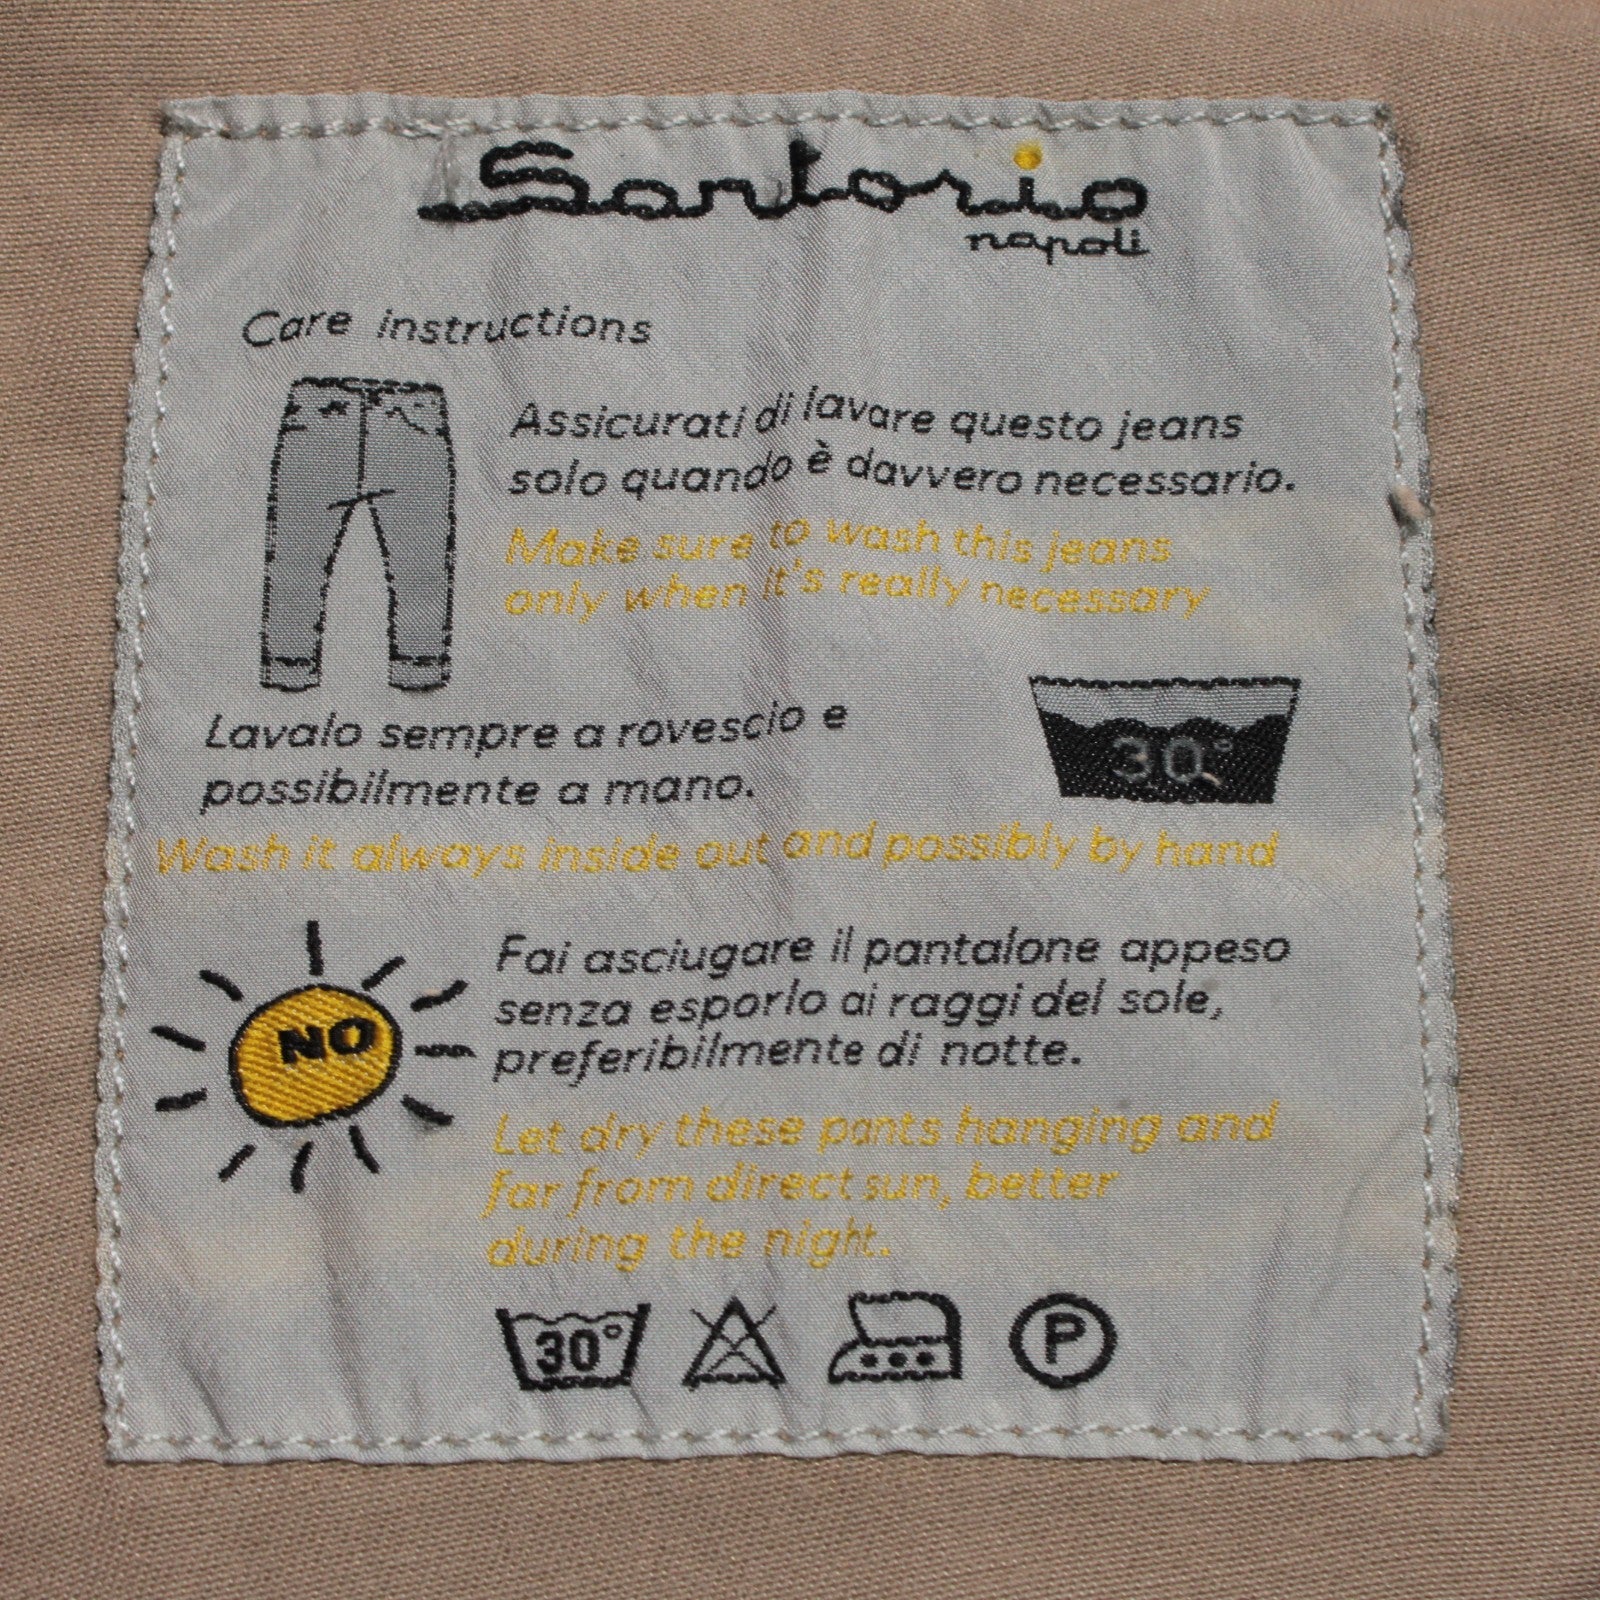 Sartorio
napoli
Care instructions
Assicurati di lavare questo jeans
solo quando è davvero necessario.
Make sure to wash this jeans
only when it's really necessary
Lavalo sempre a rovescio e
possibilmente a mano.
30°
Wash it always inside out and possibly by hand
NO
Fai asciugare il pantalone appeso
senza esporlo ai raggi del sole,
preferibilmente di notte.
Let dry these pants hanging and
far from direct sun, better
during the night.
30° P